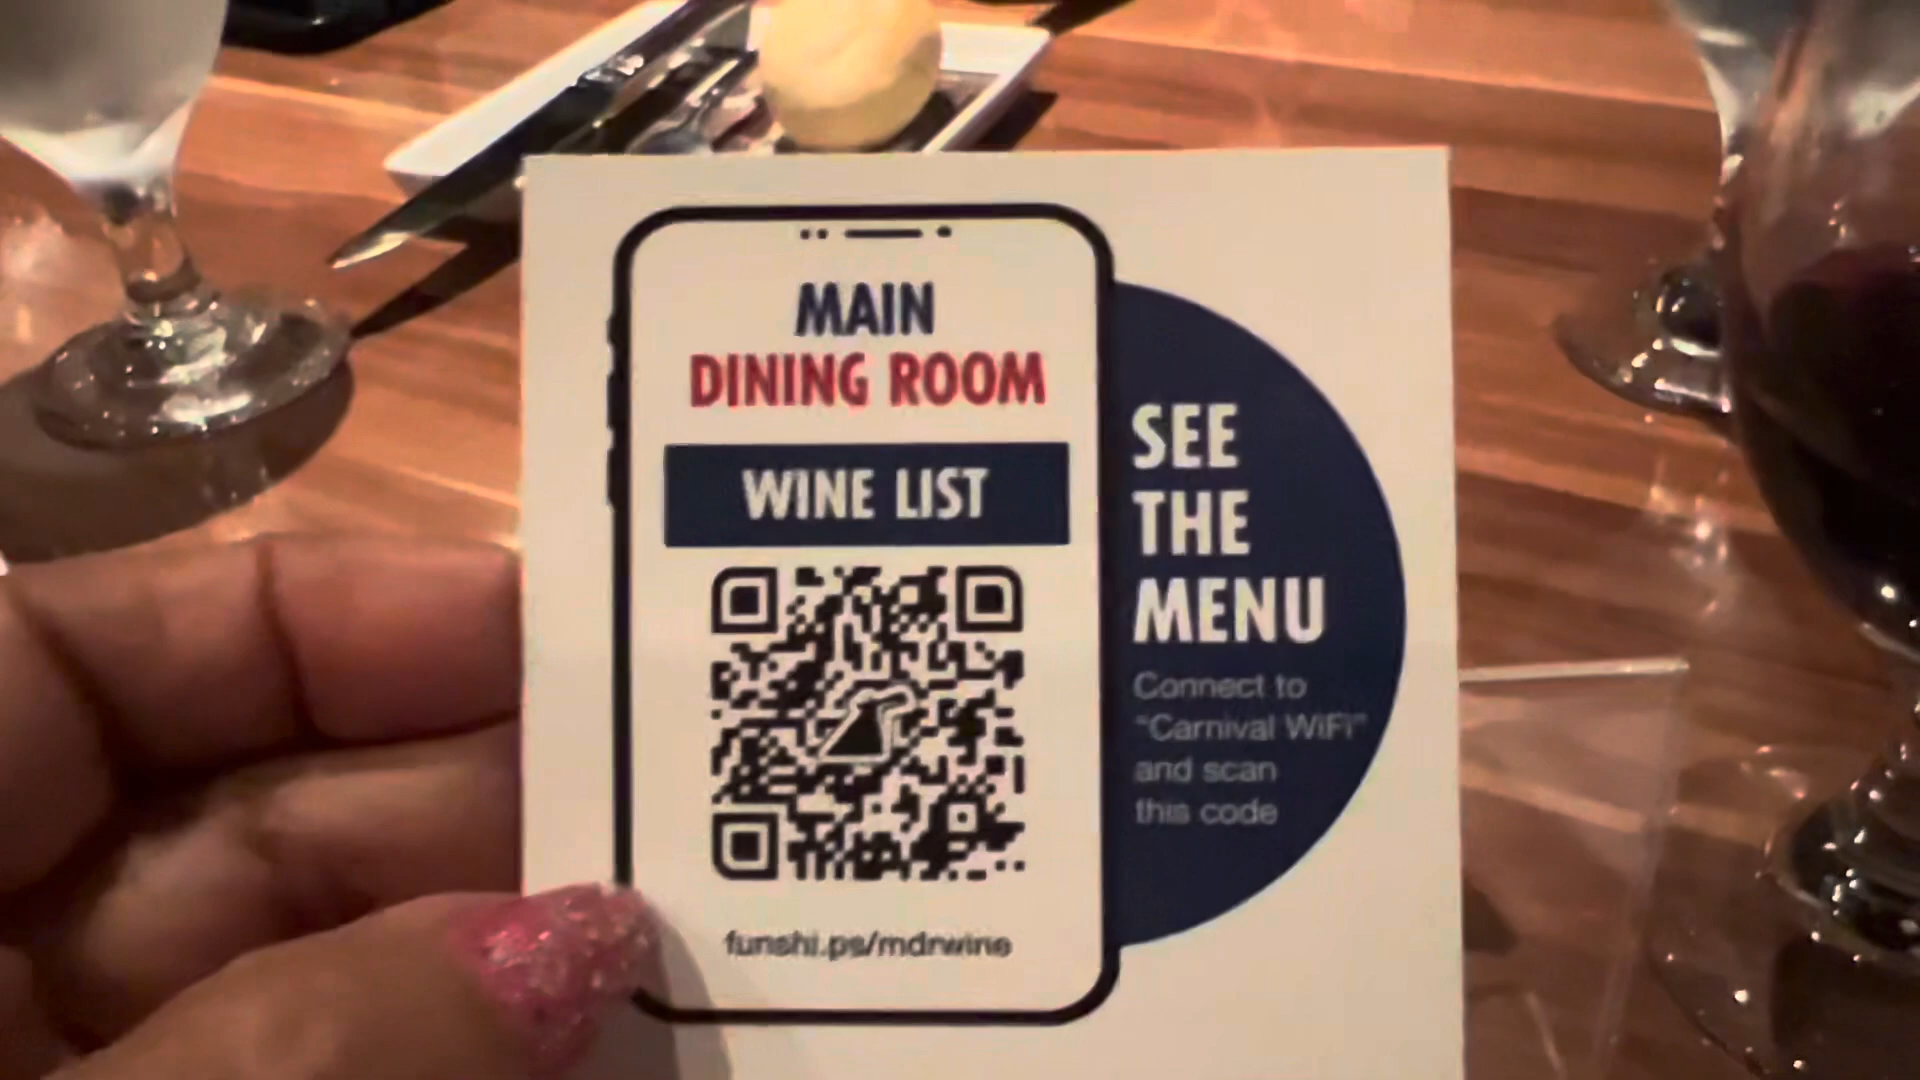 MAIN
DINING ROOM
WINE LIST
funshi.ps/mdrwine
SEE
THE
MENU
Connect to
"Carnival WiFi"
and scan
this code